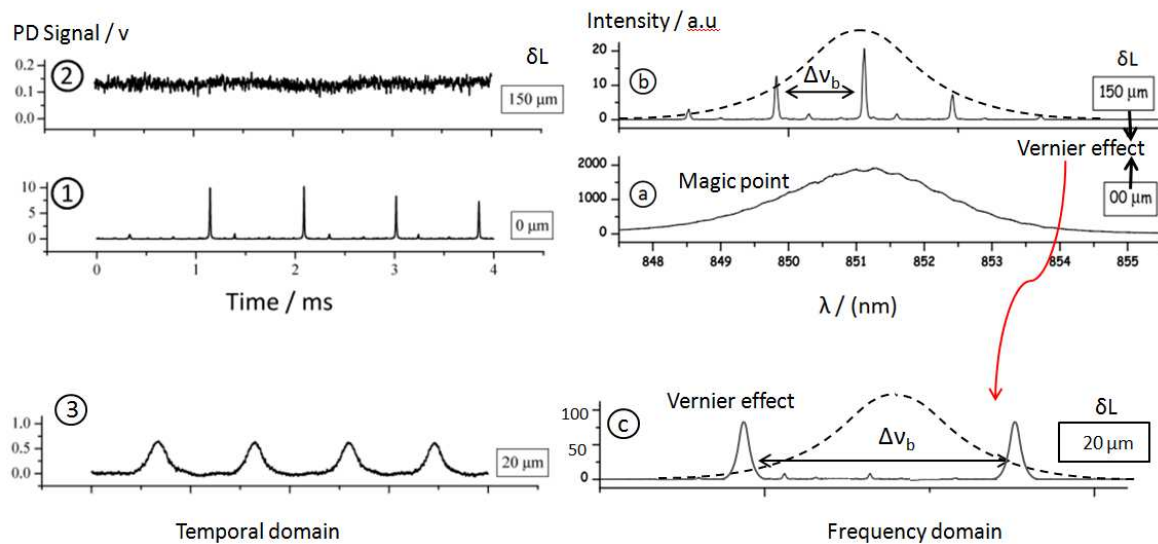 PD Signal / v
δL
②
0.2
0.1
0.0
150 µm
①
10
5
0
0 µm
0 1 2 3 4
Time / ms
③
1.0
0.5
0.0
20 µm
Temporal domain
Intensity / a.u
δL
20
10
0
ⓑ
Δνb
150 µm
Vernier effect
2000
1000
0
ⓐ
Magic point
00 µm
848 849 850 851 852 853 854 855
λ / (nm)
100
50
25
0
ⓒ
Vernier effect
Δνb
δL
20 µm
Frequency domain